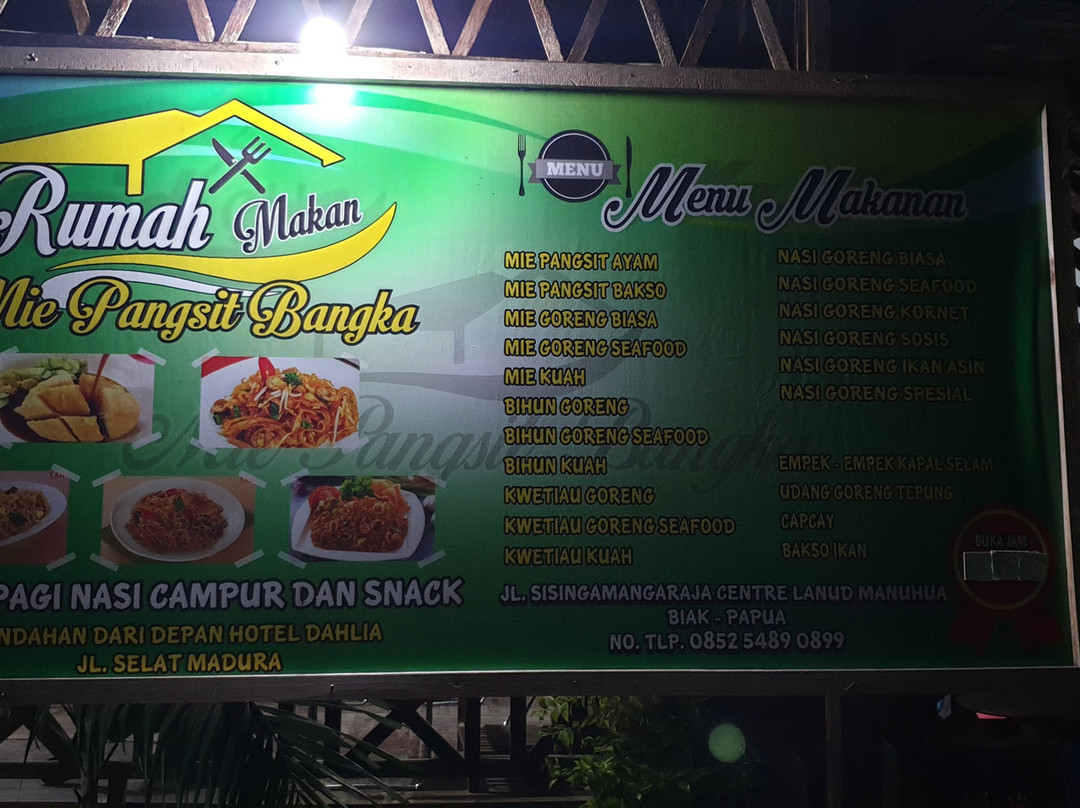 Rumah Makan
Mie Pangsit Bangka
PAGI NASI CAMPUR DAN SNACK
NDAHAN DARI DEPAN HOTEL DAHLIA
JL. SELAT MADURA
MENU
Menu Makanan
MIE PANGSIT AYAM
MIE PANGSIT BAKSO
MIE GORENG BIASA
MIE GORENG SEAFOOD
MIE KUAH
BIHUN GORENG
BIHUN GORENG SEAFOOD
BIHUN KUAH
KWETIAU GORENG
KWETIAU GORENG SEAFOOD
KWETIAU KUAH
NASI GORENG BIASA
NASI GORENG SEAFOOD
NASI GORENG KORNET
NASI GORENG SOSIS
NASI GORENG IKAN ASIN
NASI GORENG SPESIAL
EMPEK - EMPEK KAPAL SELAM
UDANG GORENG TEPUNG
CAPCAY
BAKSO IKAN
Mie Pangsit Bangka
BUKA JAM
JL. SISINGAMANGARAJA CENTRE LANUD MANUHUA
BIAK - PAPUA
NO. TLP. 0852 5489 0899